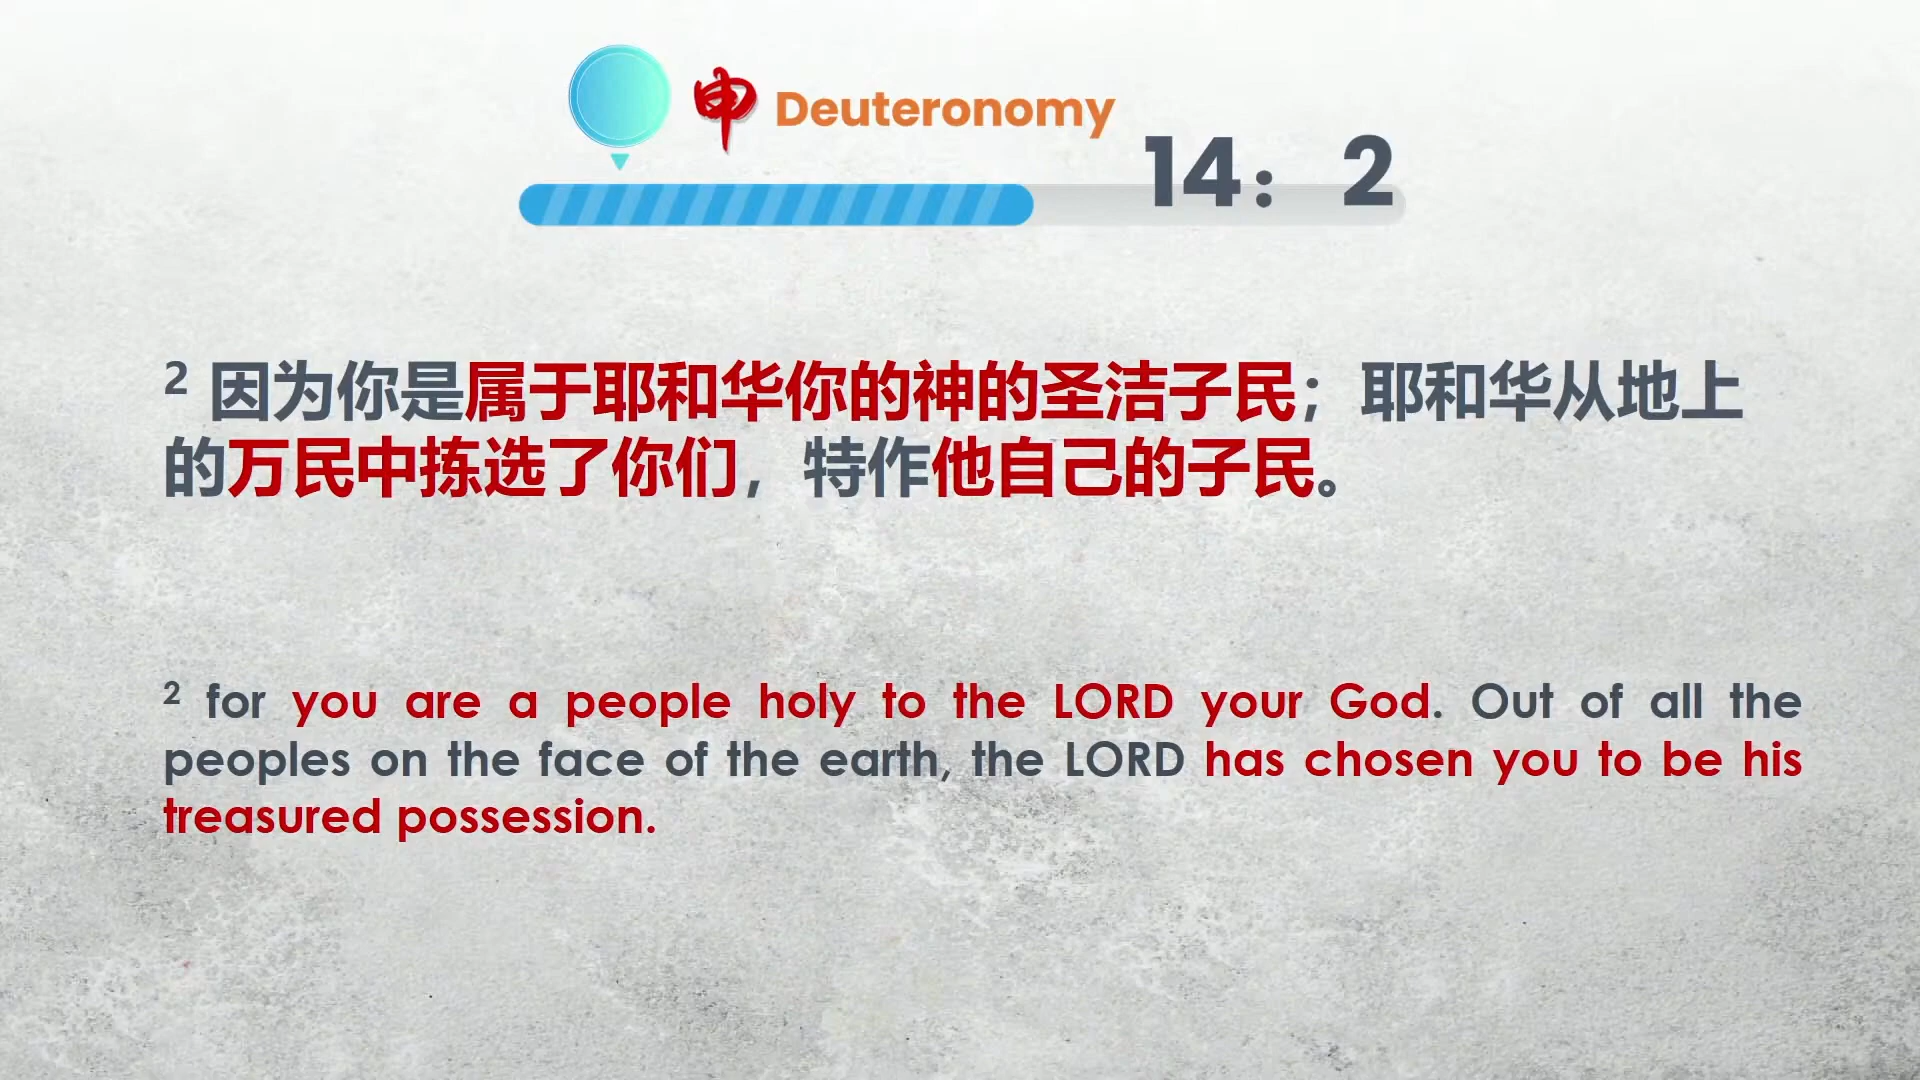 申 Deuteronomy
14： 2
2 因为你是属于耶和华你的神的圣洁子民；耶和华从地上
的万民中拣选了你们，特作他自己的子民。
2 for you are a people holy to the LORD your God. Out of all the
peoples on the face of the earth, the LORD has chosen you to be his
treasured possession.